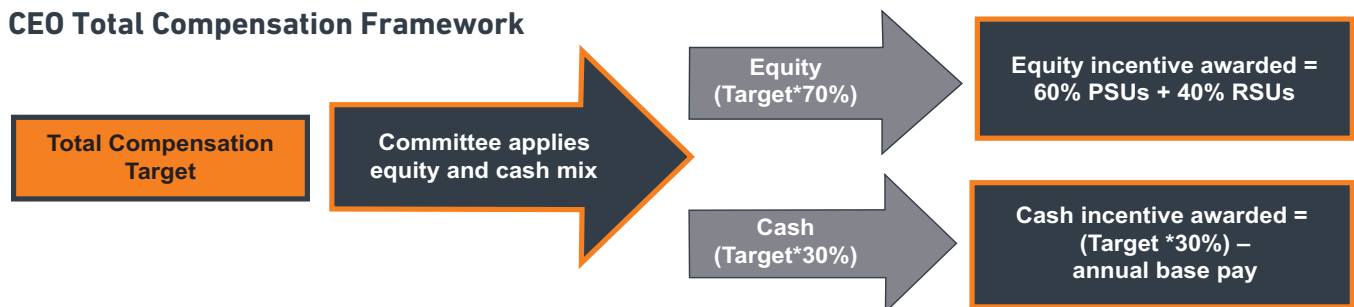 CEO Total Compensation Framework
Total Compensation
Target
Committee applies
equity and cash mix
Equity
(Target*70%)
Equity incentive awarded =
60% PSUs + 40% RSUs
Cash
(Target*30%)
Cash incentive awarded =
(Target *30%) –
annual base pay